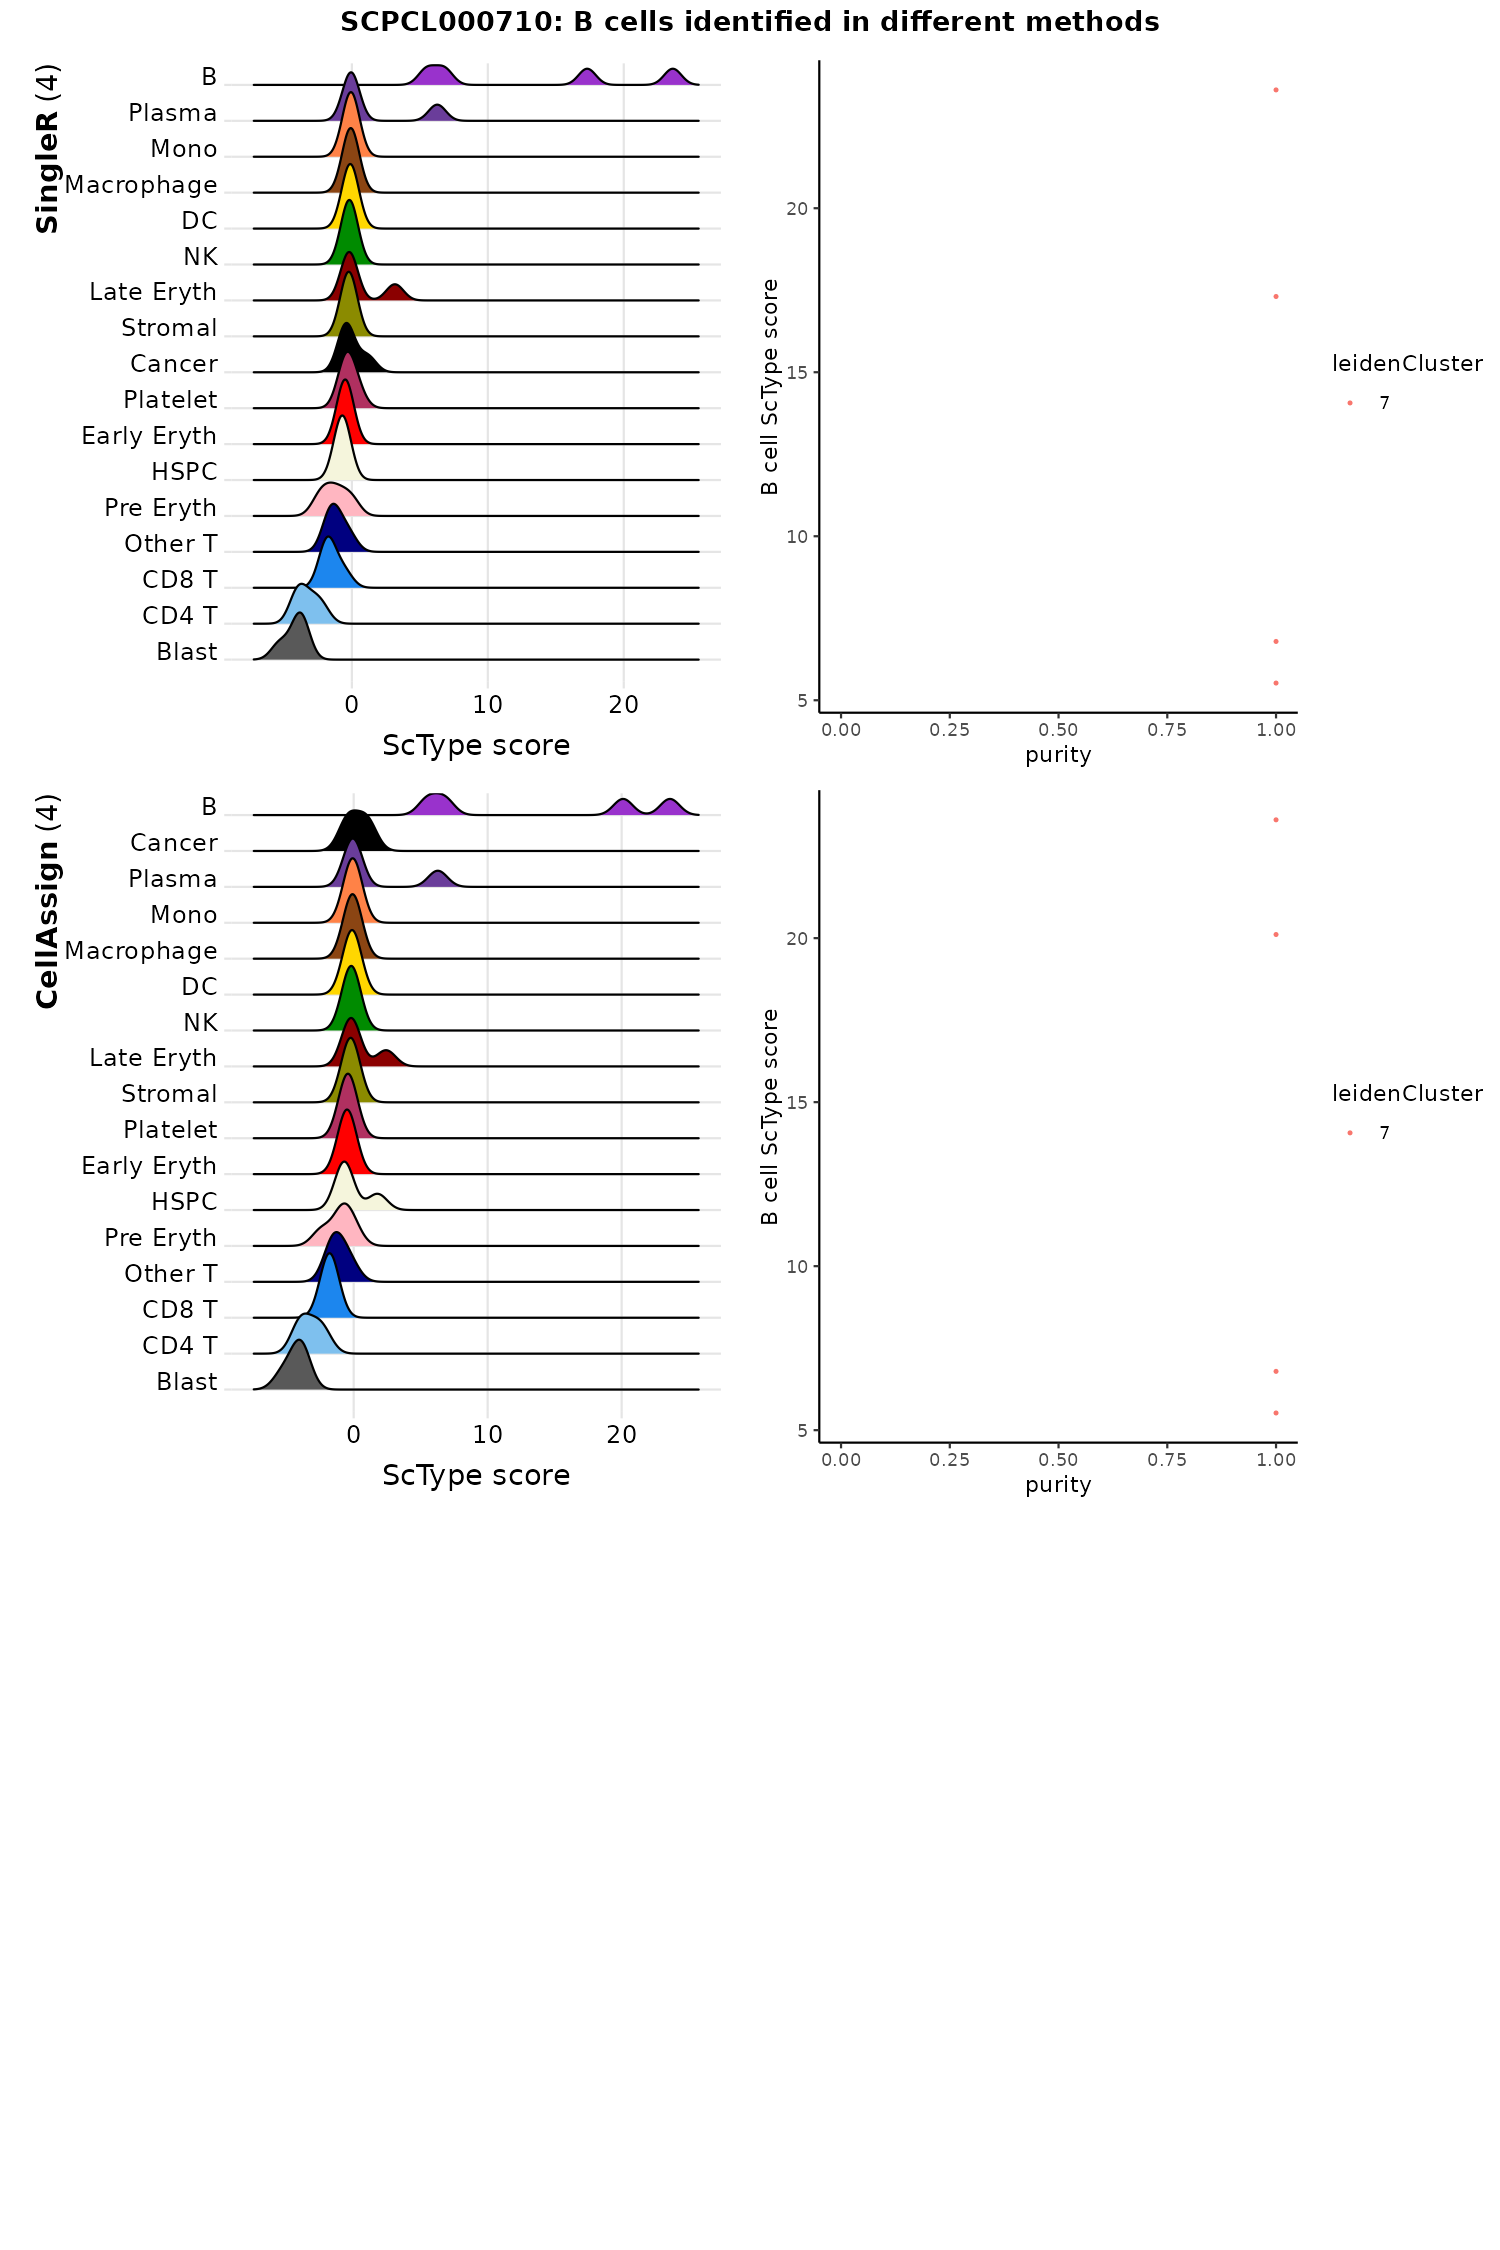 SCPCL000710: B cells identified in different methods
SingleR (4)
B
Plasma
Mono
Macrophage
DC
NK
Late Eryth
Stromal
Cancer
Platelet
Early Eryth
HSPC
Pre Eryth
Other T
CD8 T
CD4 T
Blast
0 10 20
ScType score
B cell ScType score
20
15
10
5
0.00 0.25 0.50 0.75 1.00
purity
leidenCluster
7
CellAssign (4)
B
Cancer
Plasma
Mono
Macrophage
DC
NK
Late Eryth
Stromal
Platelet
Early Eryth
HSPC
Pre Eryth
Other T
CD8 T
CD4 T
Blast
0 10 20
ScType score
B cell ScType score
20
15
10
5
0.00 0.25 0.50 0.75 1.00
purity
leidenCluster
7